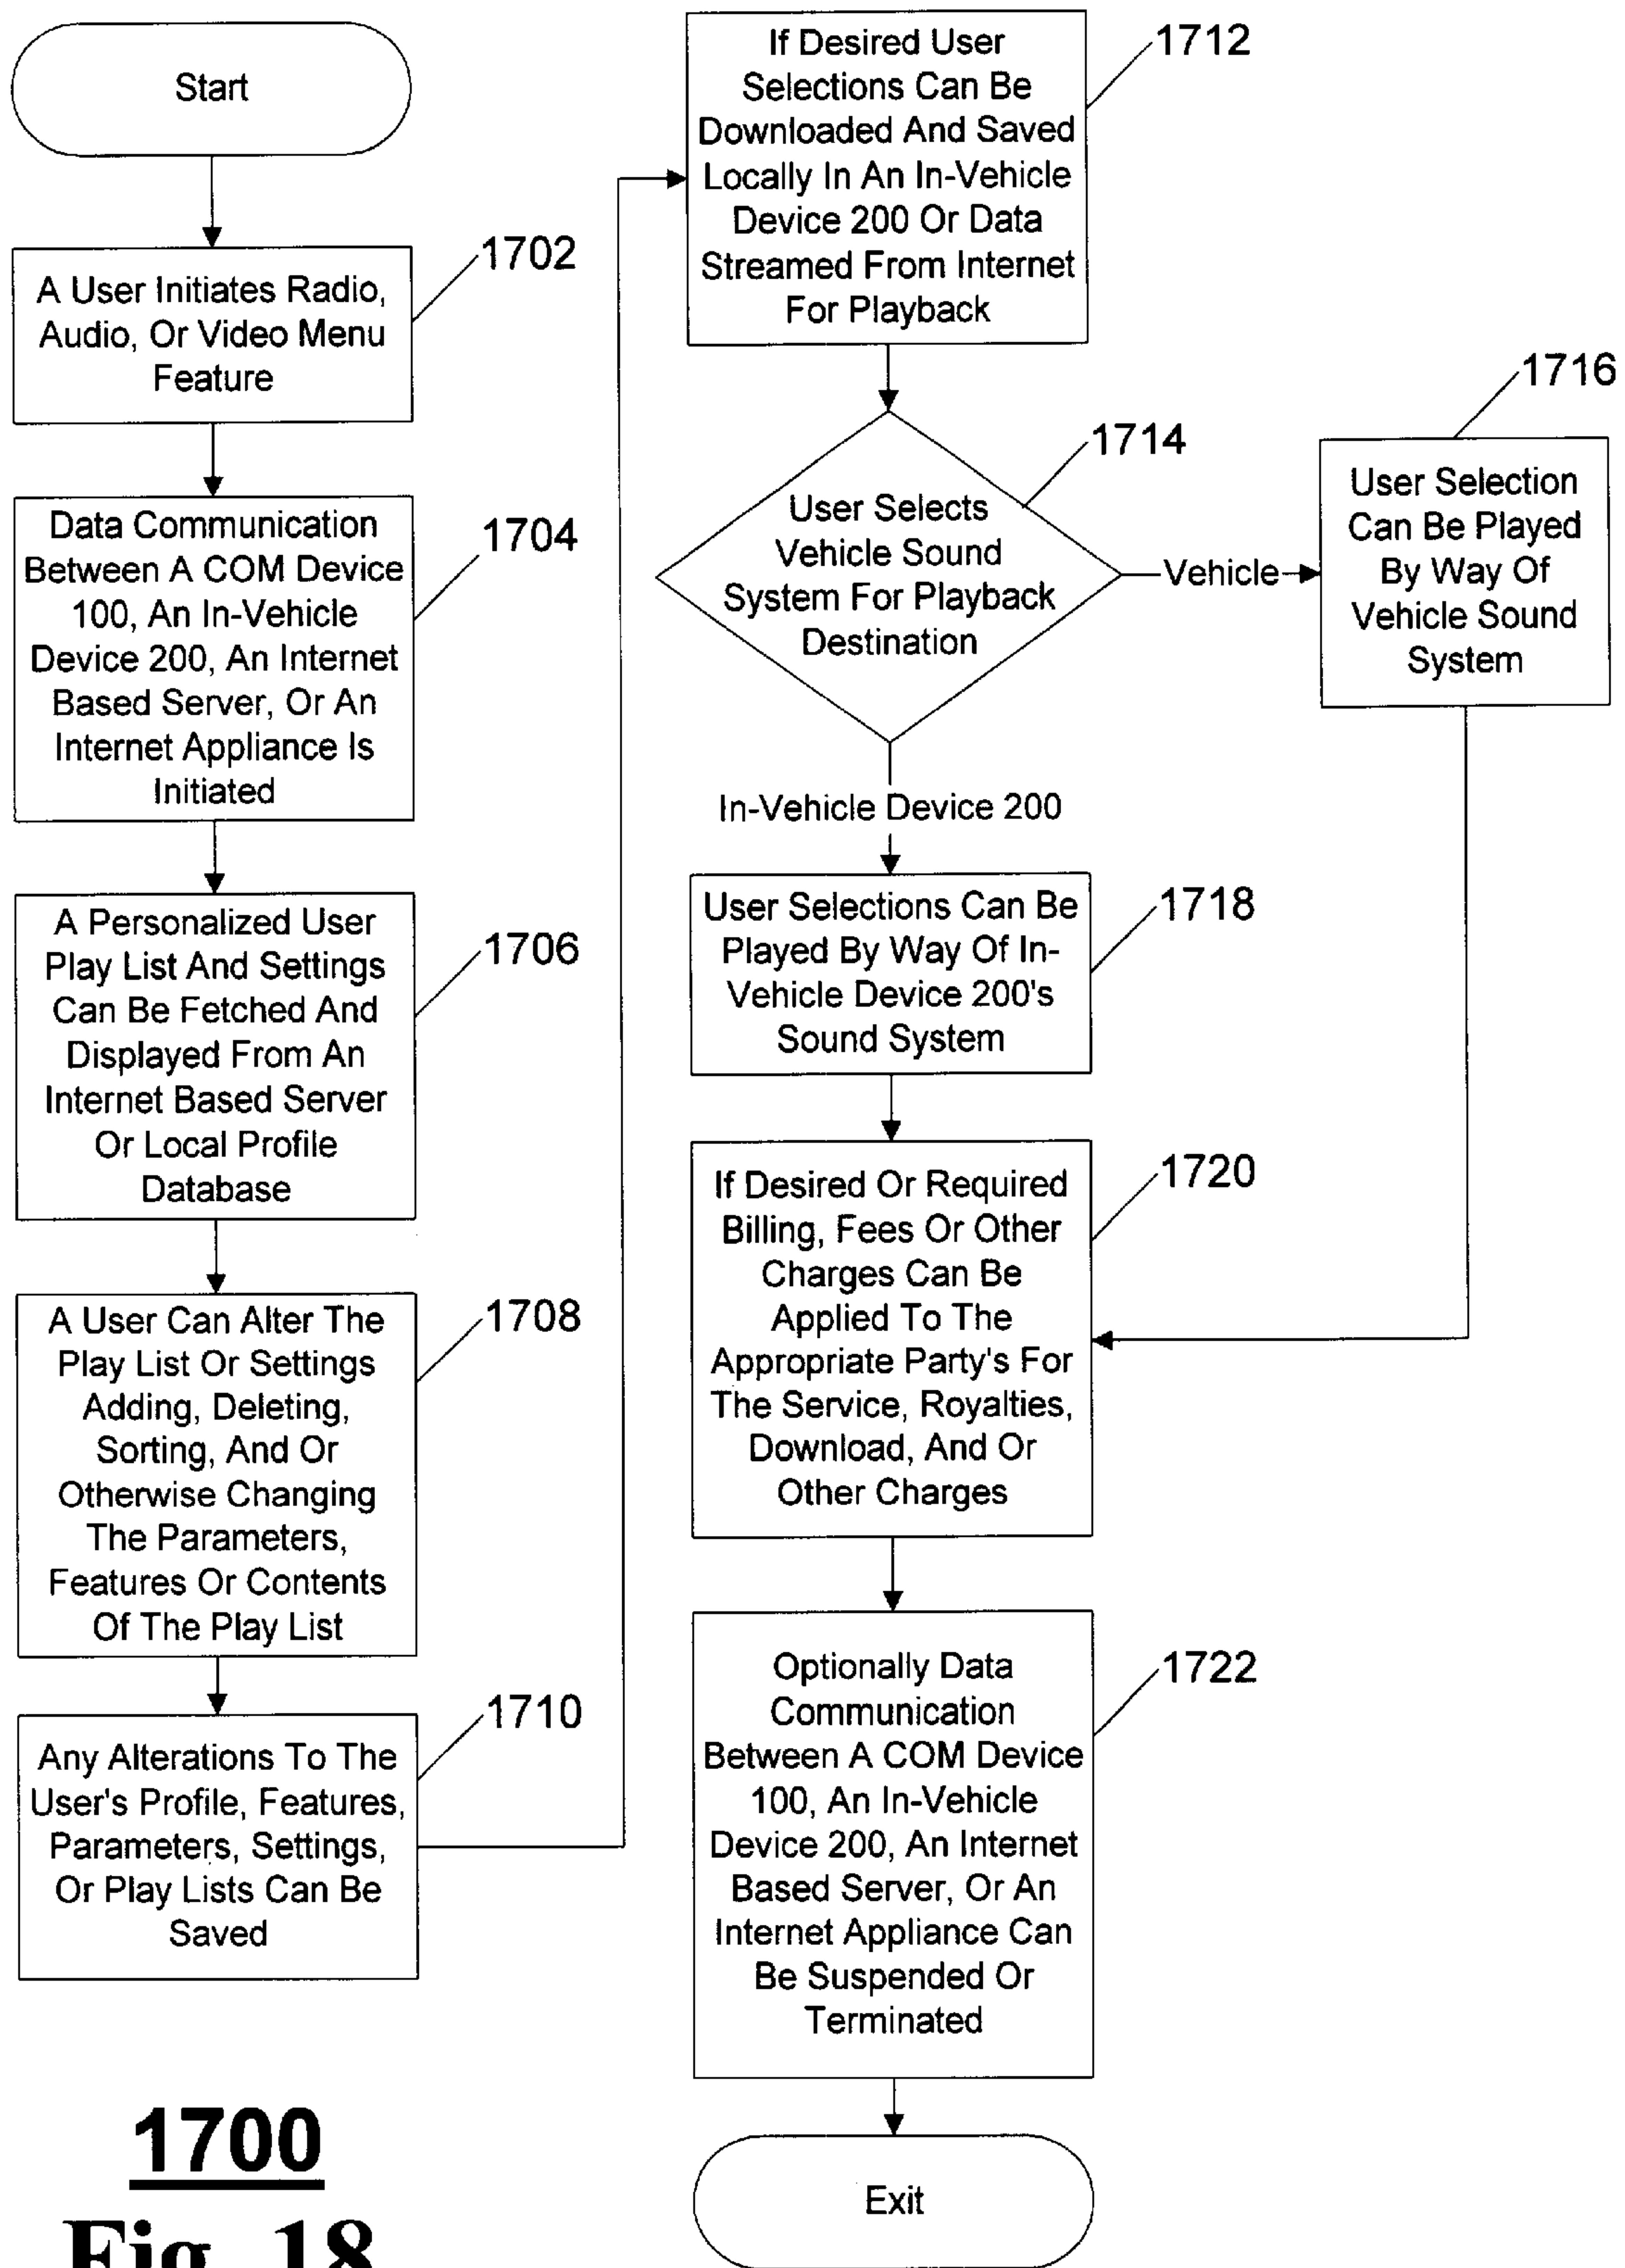 Start
1702
A User Initiates Radio,
Audio, Or Video Menu
Feature
1704
Data Communication
Between A COM Device
100, An In-Vehicle
Device 200, An Internet
Based Server, Or An
Internet Appliance Is
Initiated
1706
A Personalized User
Play List And Settings
Can Be Fetched And
Displayed From An
Internet Based Server
Or Local Profile
Database
1708
A User Can Alter The
Play List Or Settings
Adding, Deleting,
Sorting, And Or
Otherwise Changing
The Parameters,
Features Or Contents
Of The Play List
1710
Any Alterations To The
User's Profile, Features,
Parameters, Settings,
Or Play Lists Can Be
Saved
1712
If Desired User
Selections Can Be
Downloaded And Saved
Locally In An In-Vehicle
Device 200 Or Data
Streamed From Internet
For Playback
1714
User Selects
Vehicle Sound
System For Playback
Destination
Vehicle
1716
User Selection
Can Be Played
By Way Of
Vehicle Sound
System
In-Vehicle Device 200
1718
User Selections Can Be
Played By Way Of In-
Vehicle Device 200's
Sound System
1720
If Desired Or Required
Billing, Fees Or Other
Charges Can Be
Applied To The
Appropriate Party's For
The Service, Royalties,
Download, And Or
Other Charges
1722
Optionally Data
Communication
Between A COM Device
100, An In-Vehicle
Device 200, An Internet
Based Server, Or An
Internet Appliance Can
Be Suspended Or
Terminated
Exit
1700
Fig. 18